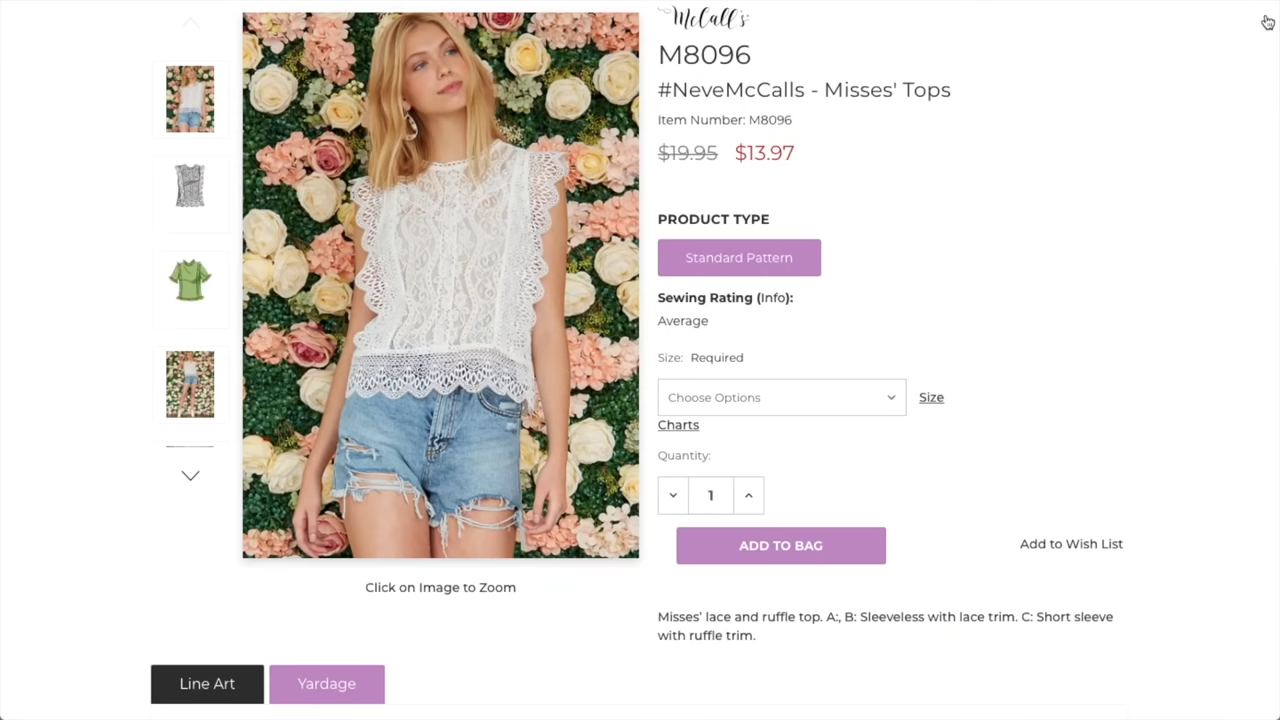 McCall's
M8096
#NeveMcCalls - Misses' Tops
Item Number: M8096
$19.95 $13.97
PRODUCT TYPE
Standard Pattern
Sewing Rating (Info):
Average
Size: Required
Choose Options
Size
Charts
Quantity:
1
ADD TO BAG
Add to Wish List
Click on Image to Zoom
Misses’ lace and ruffle top. A:, B: Sleeveless with lace trim. C: Short sleeve
with ruffle trim.
Line Art
Yardage